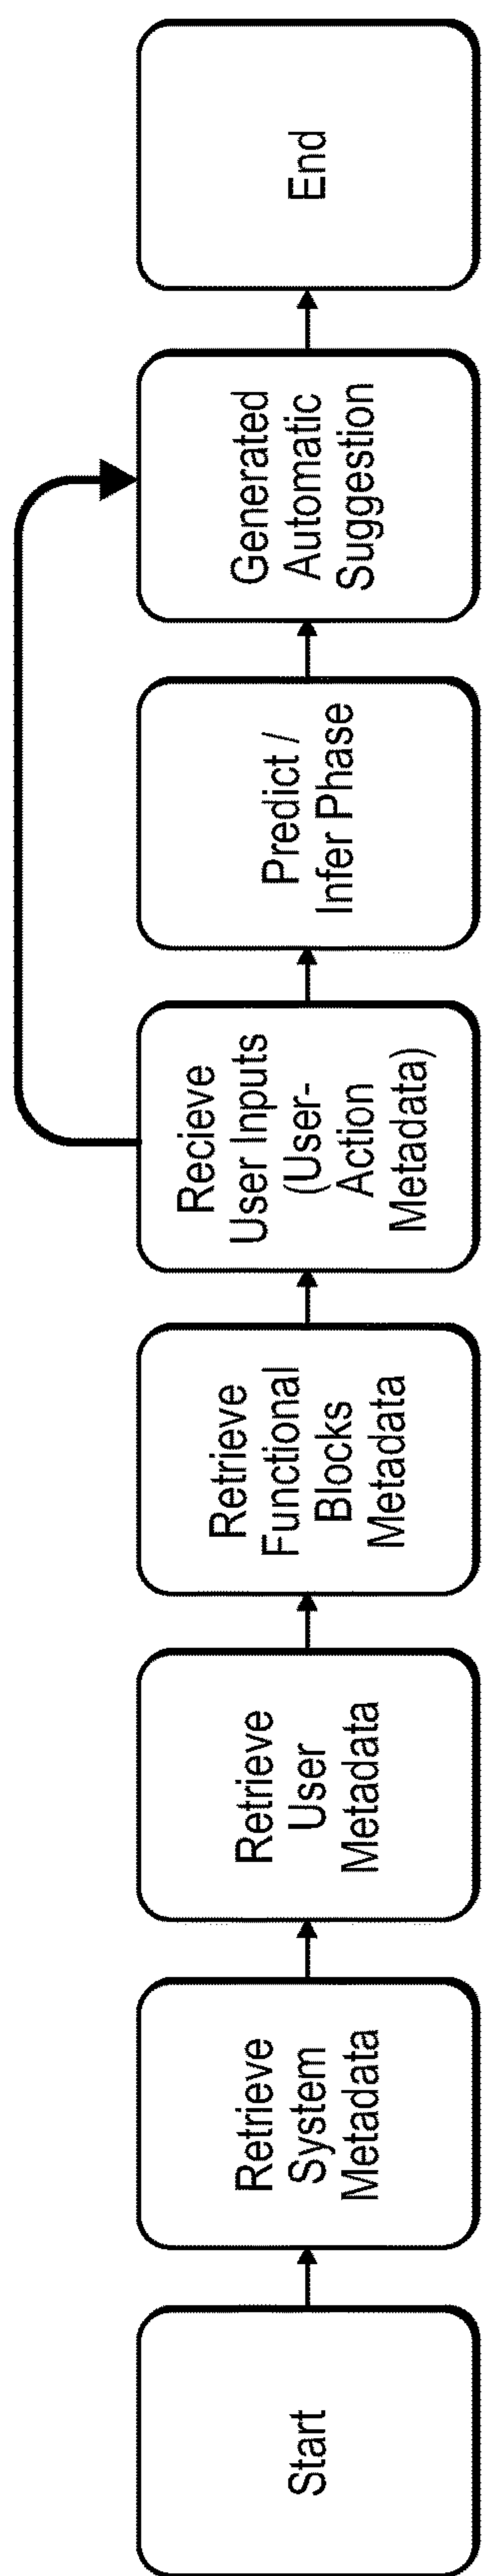 Start
Retrieve
System
Metadata
Retrieve
User
Metadata
Retrieve
Functional
Blocks
Metadata
Recieve
User Inputs
(User-
Action
Metadata)
Predict /
Infer Phase
Generated
Automatic
Suggestion
End